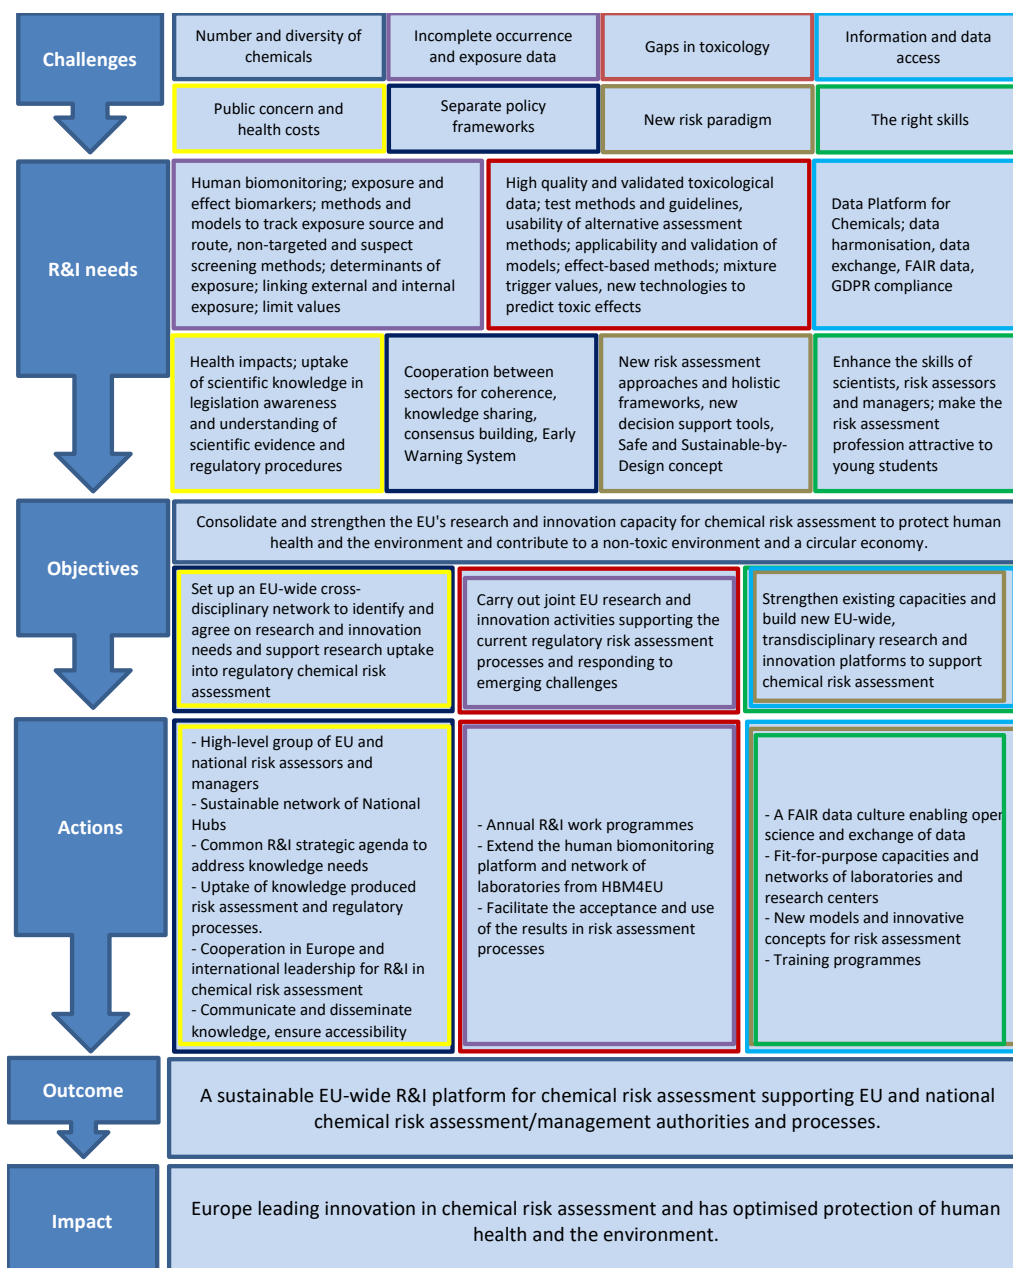 Challenges
Number and diversity of
chemicals
Incomplete occurrence
and exposure data
Gaps in toxicology
Information and data
access
Public concern and
health costs
Separate policy
frameworks
New risk paradigm
The right skills
R&I needs
Human biomonitoring; exposure and
effect biomarkers; methods and
models to track exposure source and
route, non-targeted and suspect
screening methods; determinants of
exposure; linking external and internal
exposure; limit values
High quality and validated toxicological
data; test methods and guidelines,
usability of alternative assessment
methods; applicability and validation of
models; effect-based methods; mixture
trigger values, new technologies to
predict toxic effects
Data Platform for
Chemicals; data
harmonisation, data
exchange, FAIR data,
GDPR compliance
Health impacts; uptake
of scientific knowledge in
legislation awareness
and understanding of
scientific evidence and
regulatory procedures
Cooperation between
sectors for coherence,
knowledge sharing,
consensus building, Early
Warning System
New risk assessment
approaches and holistic
frameworks, new
decision support tools,
Safe and Sustainable-by-
Design concept
Enhance the skills of
scientists, risk assessors
and managers; make the
risk assessment
profession attractive to
young students
Objectives
Consolidate and strengthen the EU's research and innovation capacity for chemical risk assessment to protect human
health and the environment and contribute to a non-toxic environment and a circular economy.
Set up an EU-wide cross-
disciplinary network to identify and
agree on research and innovation
needs and support research uptake
into regulatory chemical risk
assessment
Carry out joint EU research and
innovation activities supporting the
current regulatory risk assessment
processes and responding to
emerging challenges
Strengthen existing capacities and
build new EU-wide,
transdisciplinary research and
innovation platforms to support
chemical risk assessment
Actions
- High-level group of EU and
national risk assessors and
managers
- Sustainable network of National
Hubs
- Common R&I strategic agenda to
address knowledge needs
- Uptake of knowledge produced
risk assessment and regulatory
processes.
- Cooperation in Europe and
international leadership for R&I in
chemical risk assessment
- Communicate and disseminate
knowledge, ensure accessibility
- Annual R&I work programmes
- Extend the human biomonitoring
platform and network of
laboratories from HBM4EU
- Facilitate the acceptance and use
of the results in risk assessment
processes
- A FAIR data culture enabling open
science and exchange of data
- Fit-for-purpose capacities and
networks of laboratories and
research centers
- New models and innovative
concepts for risk assessment
- Training programmes
Outcome
A sustainable EU-wide R&I platform for chemical risk assessment supporting EU and national
chemical risk assessment/management authorities and processes.
Impact
Europe leading innovation in chemical risk assessment and has optimised protection of human
health and the environment.